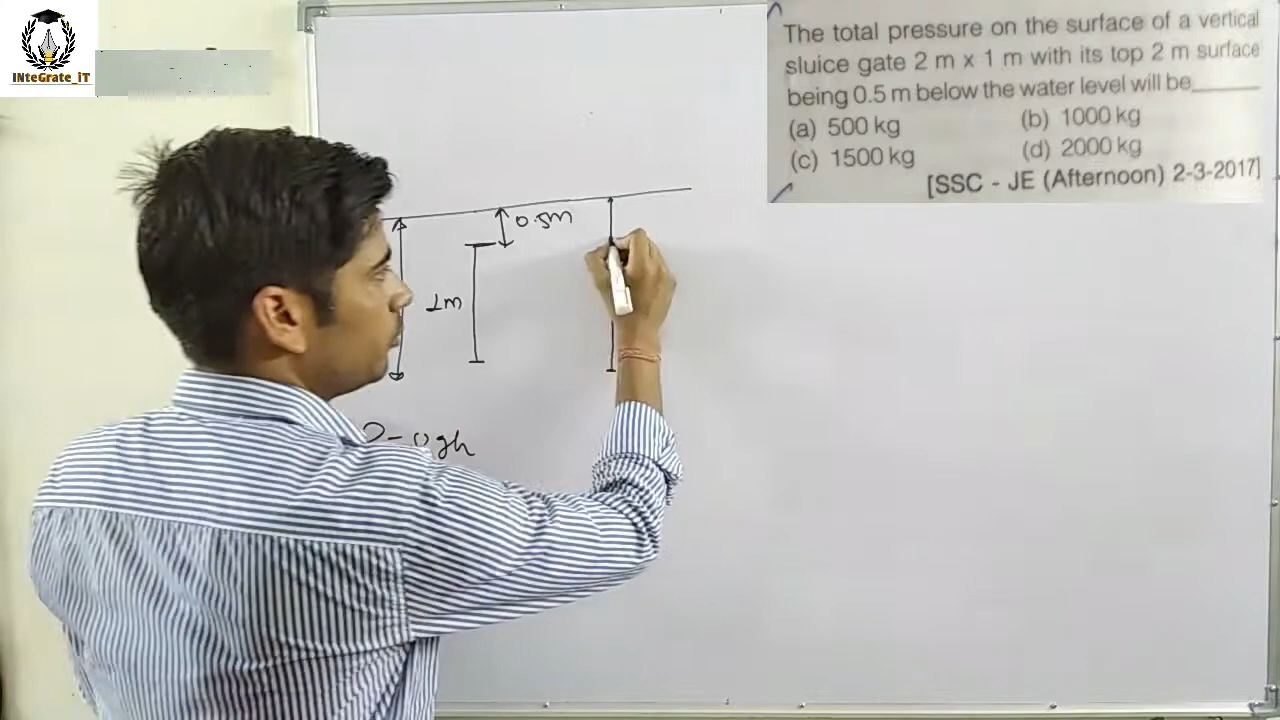 INteGrate_iT
The total pressure on the surface of a vertical
sluice gate 2 m x 1 m with its top 2 m surface
being 0.5 m below the water level will be______
(a) 500 kg (b) 1000 kg
(c) 1500 kg (d) 2000 kg
[SSC - JE (Afternoon) 2-3-2017]
0.5m
1m
ρgh